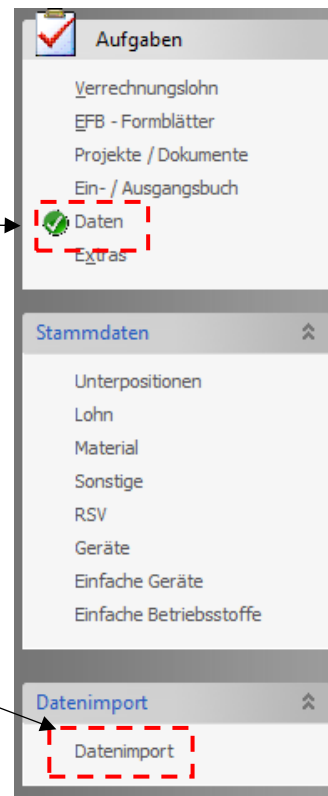 Aufgaben
Verrechnungslohn
EFB - Formblätter
Projekte / Dokumente
Ein- / Ausgangsbuch
Daten
Extras
Stammdaten
Unterpositionen
Lohn
Material
Sonstige
RSV
Geräte
Einfache Geräte
Einfache Betriebsstoffe
Datenimport
Datenimport